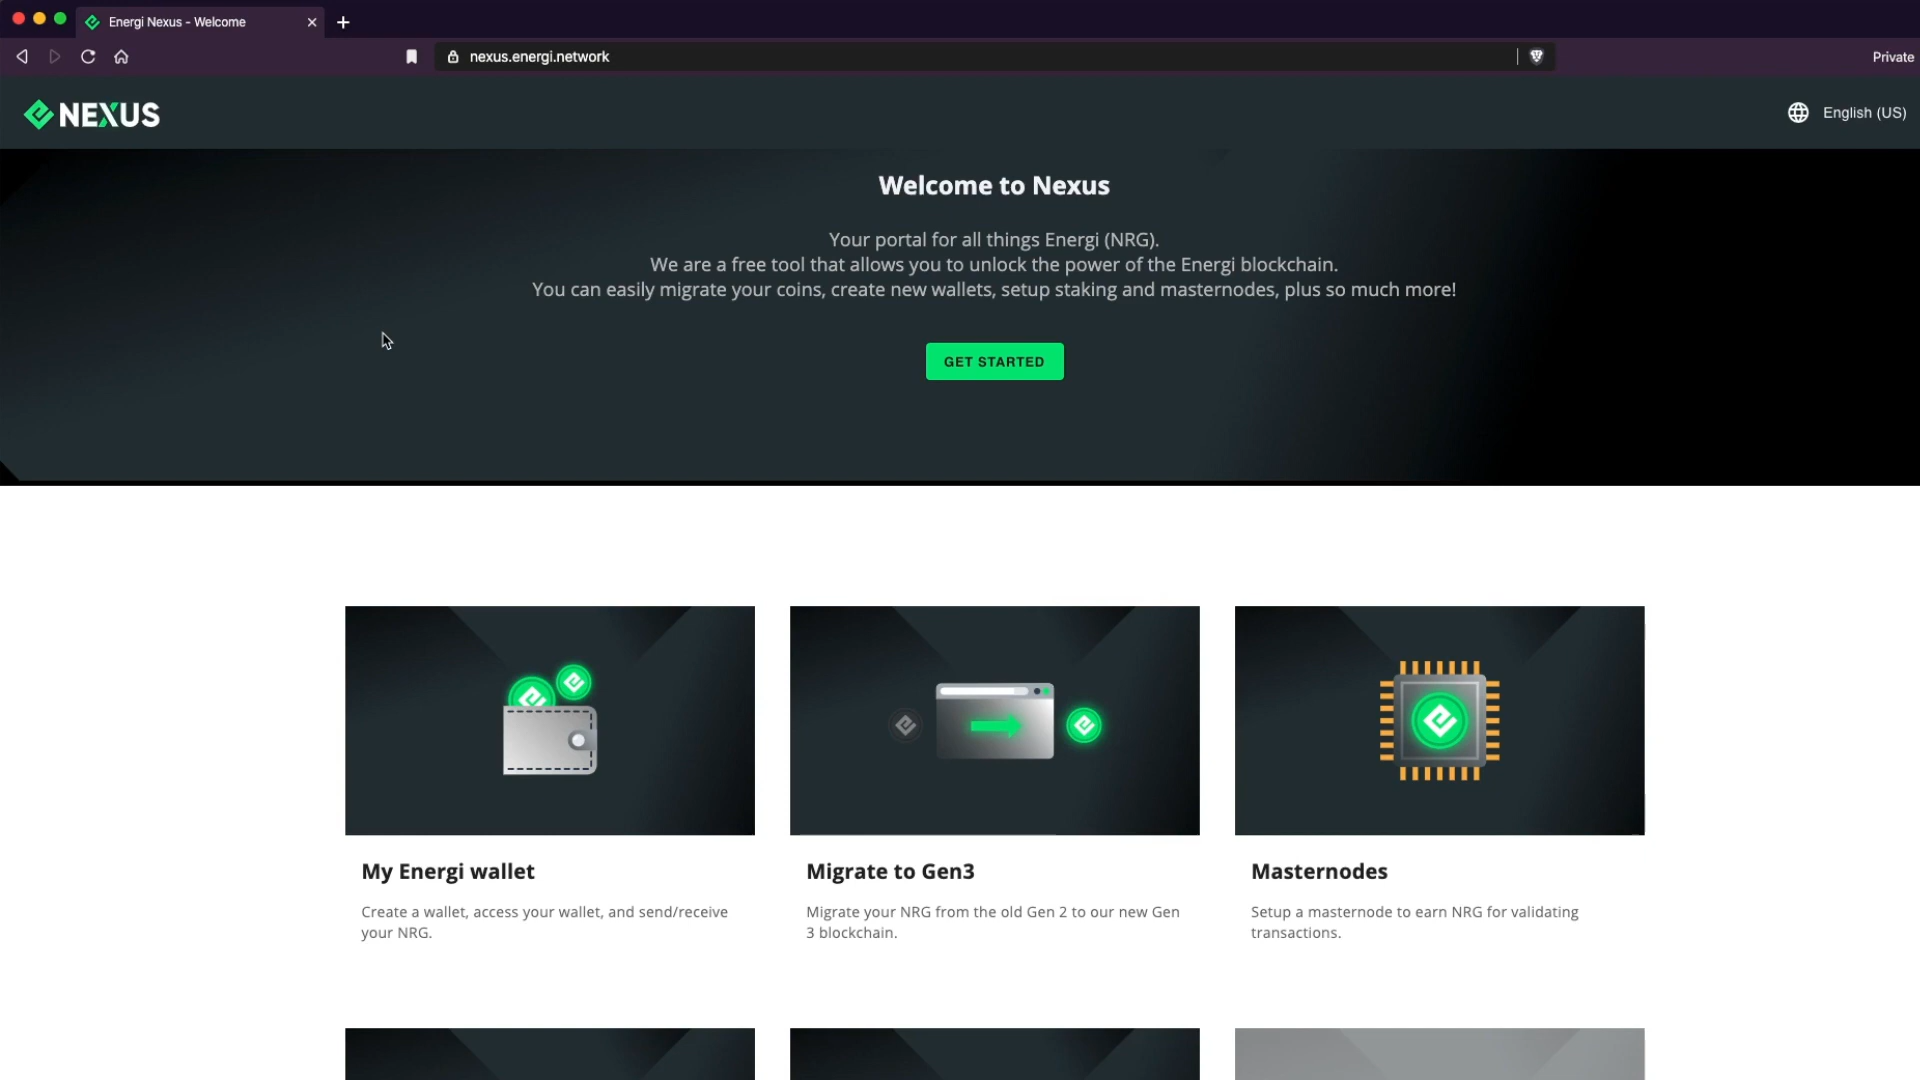 Energi Nexus - Welcome
nexus.energi.network
Private
NEXUS
English (US)
Welcome to Nexus
Your portal for all things Energi (NRG).
We are a free tool that allows you to unlock the power of the Energi blockchain.
You can easily migrate your coins, create new wallets, setup staking and masternodes, plus so much more!
GET STARTED
My Energi wallet
Create a wallet, access your wallet, and send/receive
your NRG.
Migrate to Gen3
Migrate your NRG from the old Gen 2 to our new Gen
3 blockchain.
Masternodes
Setup a masternode to earn NRG for validating
transactions.